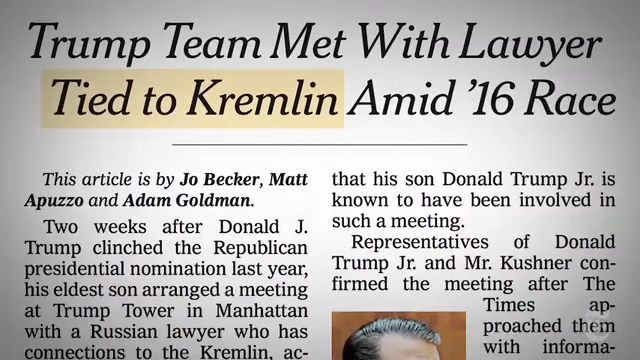 Trump Team Met With Lawyer
Tied to Kremlin Amid ’16 Race
This article is by Jo Becker, Matt
Apuzzo and Adam Goldman.
Two weeks after Donald J.
Trump clinched the Republican
presidential nomination last year,
his eldest son arranged a meeting
at Trump Tower in Manhattan
with a Russian lawyer who has
connections to the Kremlin, ac-
that his son Donald Trump Jr. is
known to have been involved in
such a meeting.
Representatives of Donald
Trump Jr. and Mr. Kushner con-
firmed the meeting after The
Times ap-
proached them
with informa-